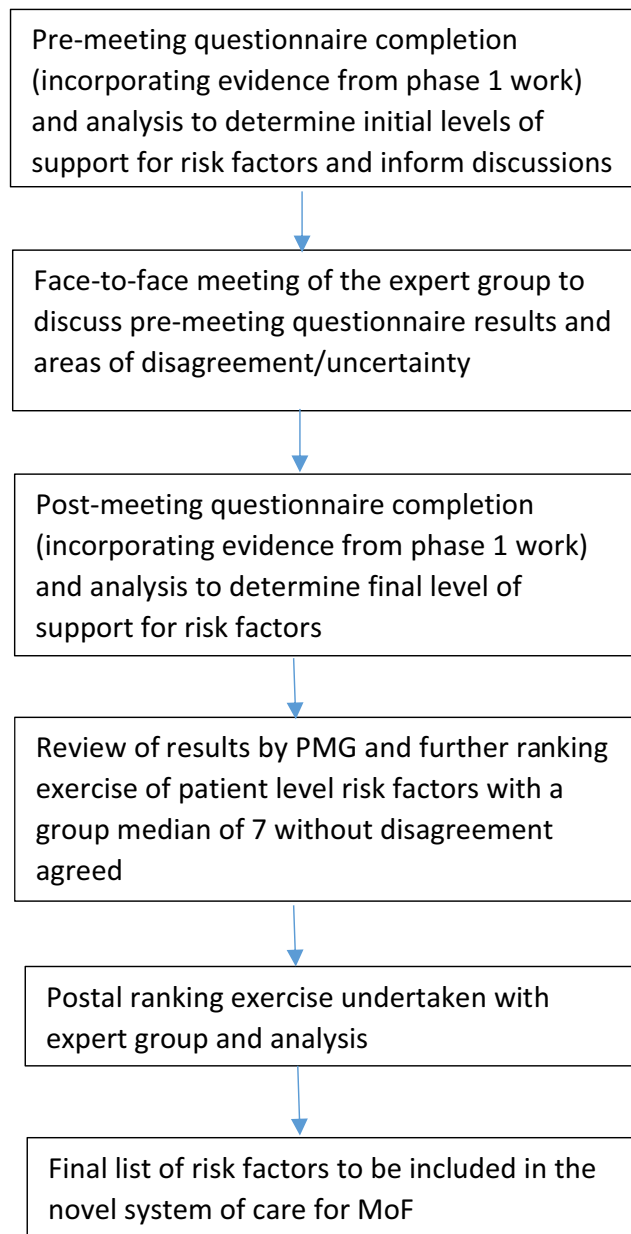 Pre-meeting questionnaire completion
(incorporating evidence from phase 1 work)
and analysis to determine initial levels of
support for risk factors and inform discussions
Face-to-face meeting of the expert group to
discuss pre-meeting questionnaire results and
areas of disagreement/uncertainty
Post-meeting questionnaire completion
(incorporating evidence from phase 1 work)
and analysis to determine final level of
support for risk factors
Review of results by PMG and further ranking
exercise of patient level risk factors with a
group median of 7 without disagreement
agreed
Postal ranking exercise undertaken with
expert group and analysis
Final list of risk factors to be included in the
novel system of care for MoF